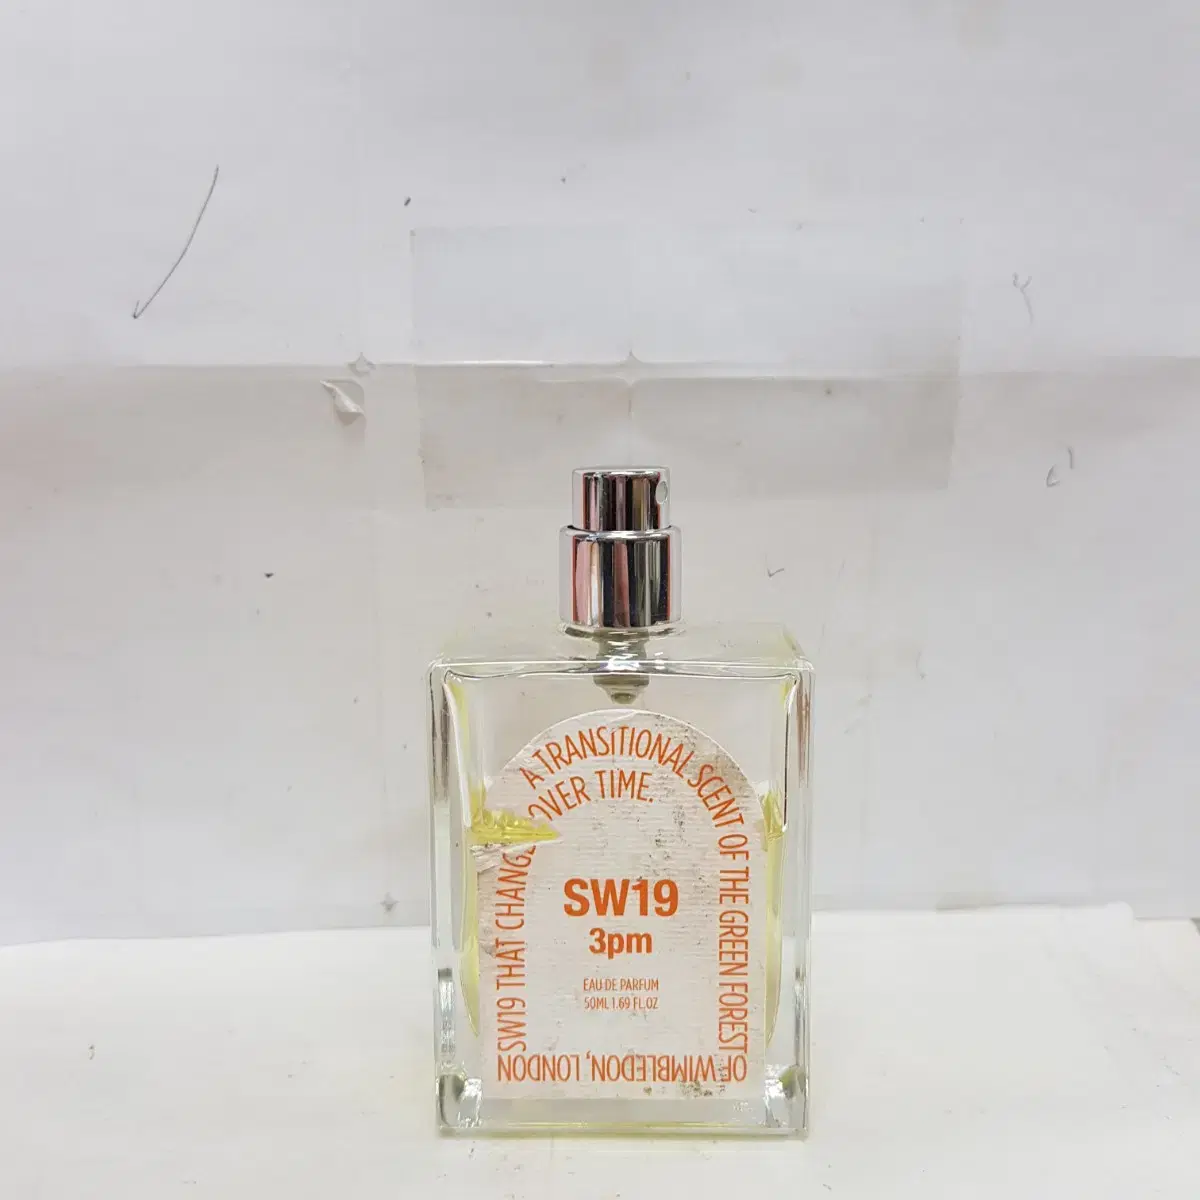 A TRANSITIONAL SCENT OF THE GREEN FOREST
OF WIMBLEDON, LONDON
SW19 THAT CHANGE
OVER TIME.
SW19
3pm
EAU DE PARFUM
50ML 1.69 FL.OZ